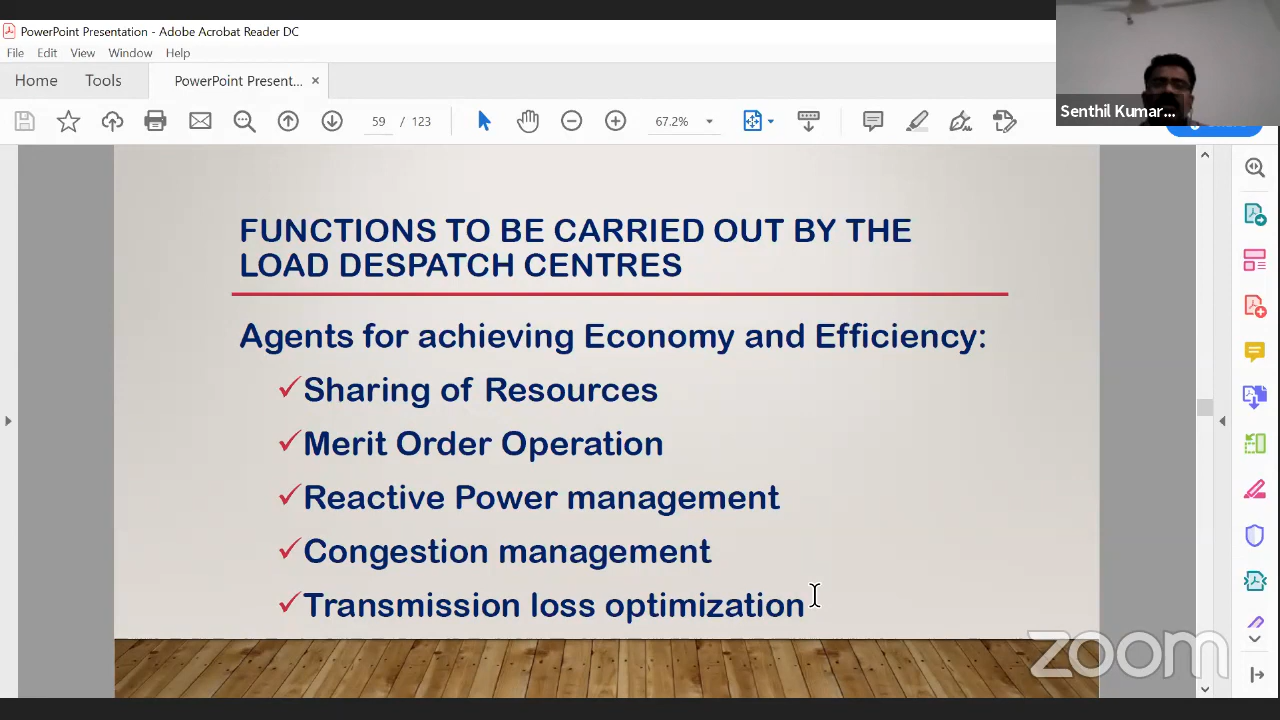 PowerPoint Presentation - Adobe Acrobat Reader DC
File Edit View Window Help
Home Tools PowerPoint Present... ×
59 / 123 67.2%
Senthil Kumar...
FUNCTIONS TO BE CARRIED OUT BY THE
LOAD DESPATCH CENTRES
Agents for achieving Economy and Efficiency:
✓Sharing of Resources
✓Merit Order Operation
✓Reactive Power management
✓Congestion management
✓Transmission loss optimization
zoom